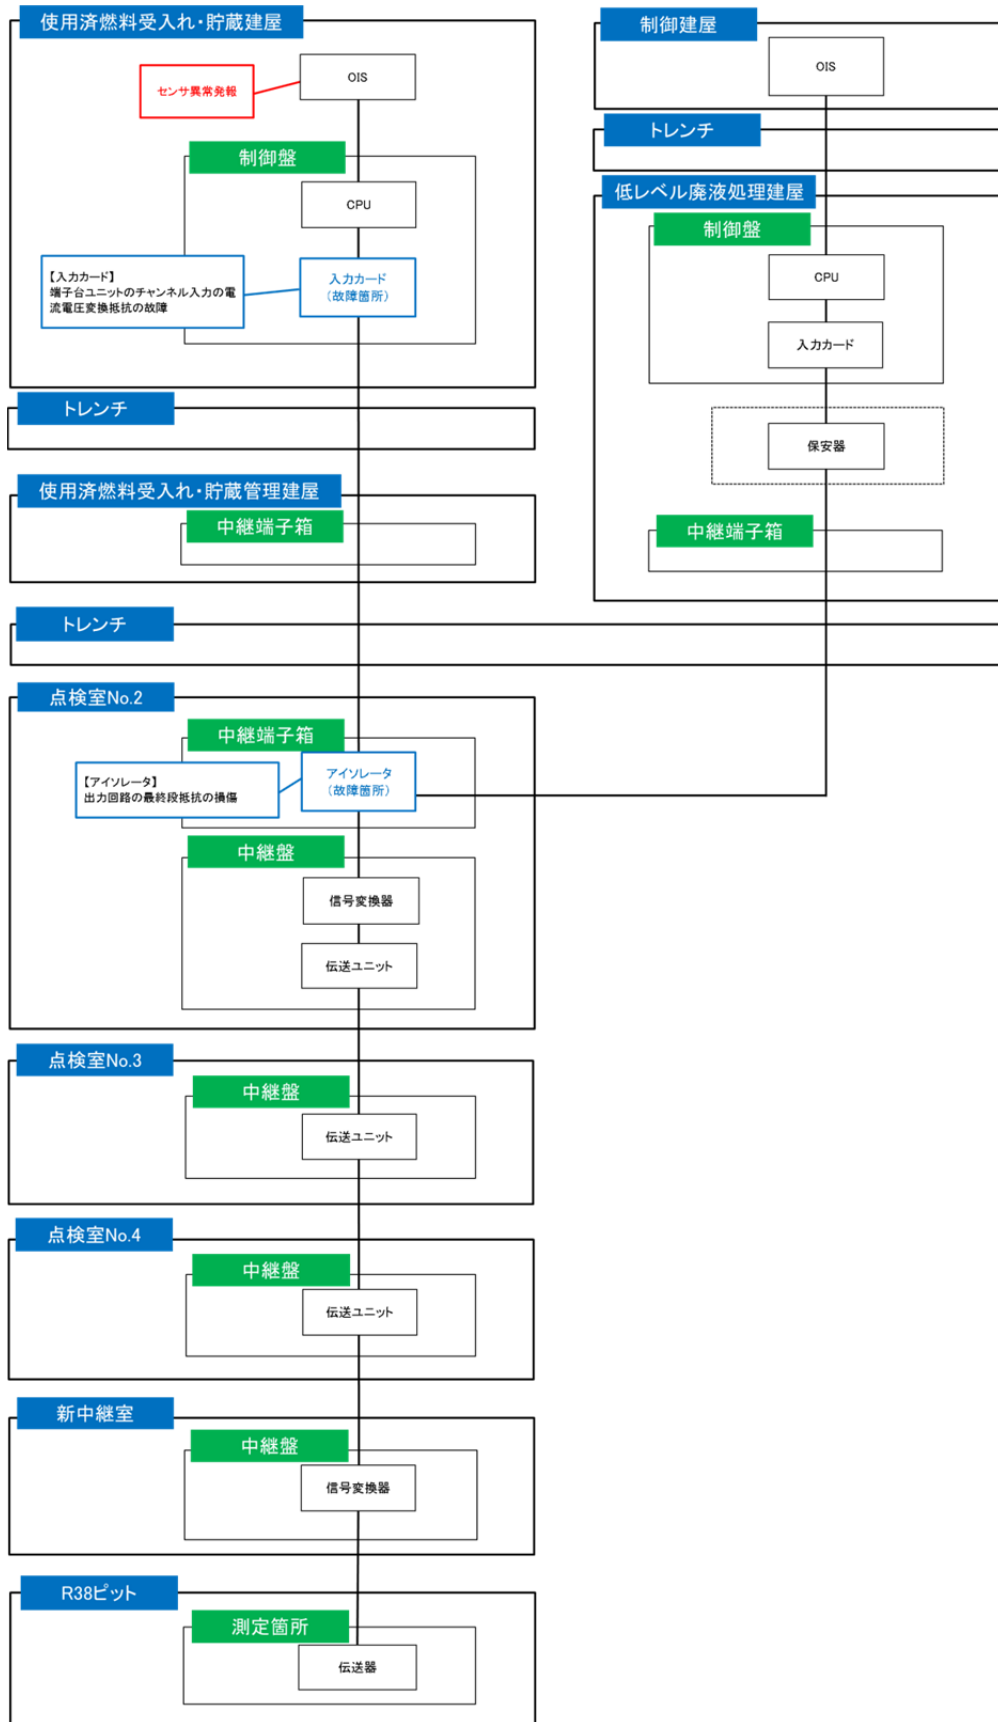 使用済燃料受入れ・貯蔵建屋
OIS
センサ異常発報
制御盤
CPU
【入力カード】
端子台ユニットのチャンネル入力の電
流電圧変換抵抗の故障
入力カード
(故障箇所)
トレンチ
使用済燃料受入れ・貯蔵管理建屋
中継端子箱
制御建屋
OIS
トレンチ
低レベル廃液処理建屋
制御盤
CPU
入力カード
保安器
中継端子箱
トレンチ
点検室No.2
中継端子箱
【アイソレータ】
出力回路の最終段抵抗の損傷
アイソレータ
(故障箇所)
中継盤
信号変換器
伝送ユニット
点検室No.3
中継盤
伝送ユニット
点検室No.4
中継盤
伝送ユニット
新中継室
中継盤
信号変換器
R38ピット
測定箇所
伝送器